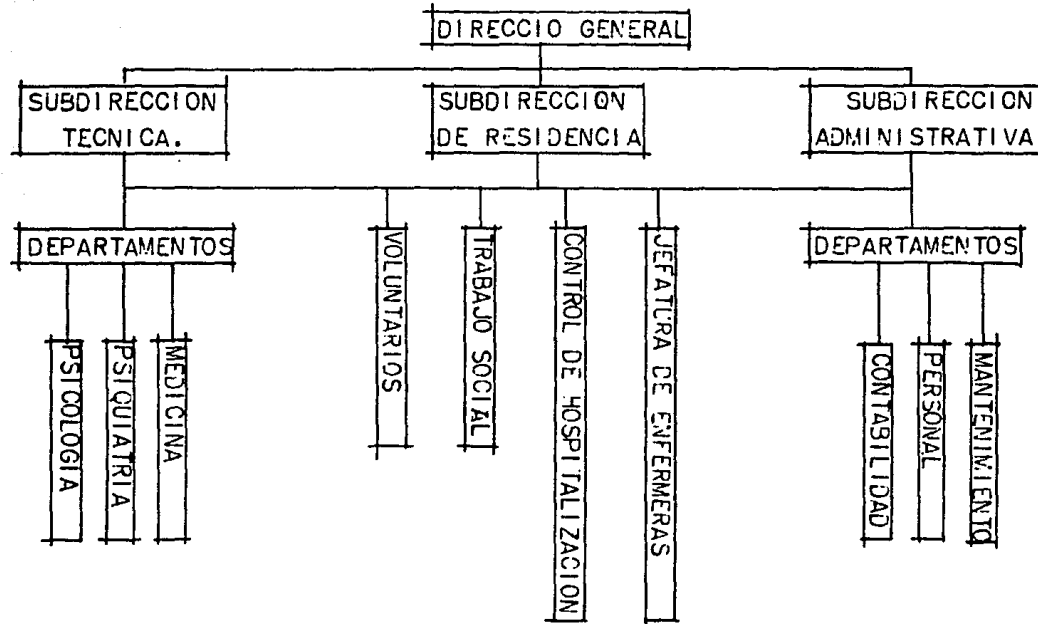 DIRECCIO GENERAL
SUBDIRECCION
TECNICA.
SUBDIRECCION
DE RESIDENCIA
SUBDIRECCION
ADMINISTRATIVA
DEPARTAMENTOS
VOLUNTARIOS
TRABAJO SOCIAL
CONTROL DE HOSPITALIZACION
JEFATURA DE ENFERMERAS
DEPARTAMENTOS
PSICOLOGIA
PSIQUIATRIA
MEDICINA
CONTABILIDAD
PERSONAL
MANTENIMIENTO